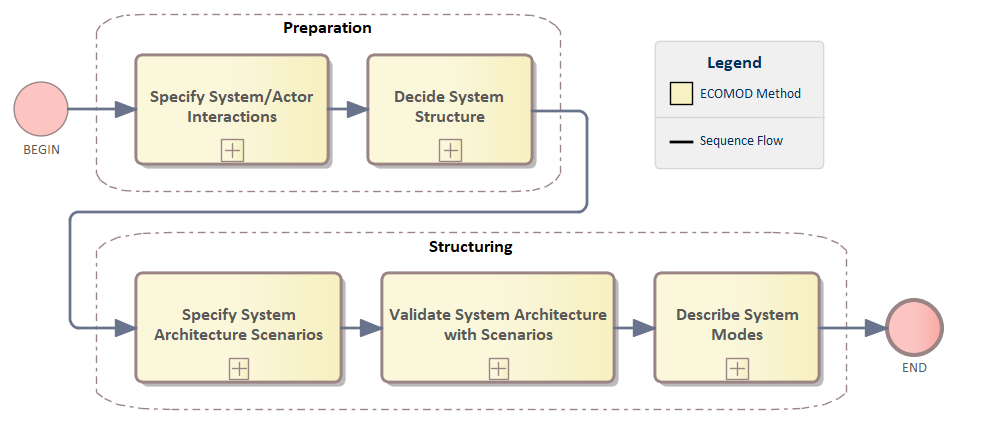 Preparation
Specify System/Actor
Interactions
Decide System
Structure
BEGIN
Legend
ECOMOD Method
Sequence Flow
Structuring
Specify System
Architecture Scenarios
Validate System Architecture
with Scenarios
Describe System
Modes
END